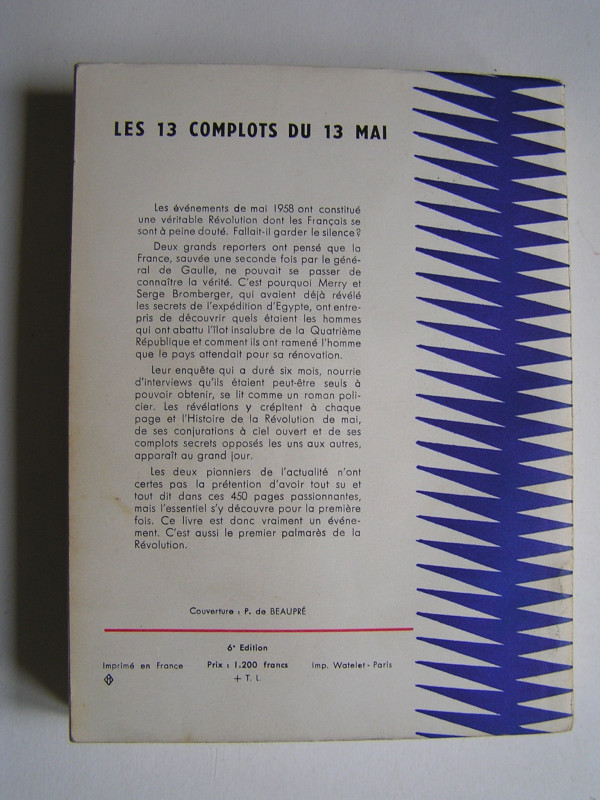 LES 13 COMPLOTS DU 13 MAI
Les événements de mai 1958 ont constitué
une véritable Révolution dont les Français se
sont à peine douté. Fallait-il garder le silence ?
Deux grands reporters ont pensé que la
France, sauvée une seconde fois par le géné-
ral de Gaulle, ne pouvait se passer de
connaître la vérité. C'est pourquoi Merry et
Serge Bromberger, qui avaient déjà révélé
les secrets de l'expédition d'Egypte, ont entre-
pris de découvrir quels étaient les hommes
qui ont abattu l'îlot insalubre de la Quatrième
République et comment ils ont ramené l'homme
que le pays attendait pour sa rénovation.
Leur enquête qui a duré six mois, nourrie
d'interviews qu'ils étaient peut-être seuls à
pouvoir obtenir, se lit comme un roman poli-
cier. Les révélations y crépitent à chaque
page et l'Histoire de la Révolution de mai,
de ses conjurations à ciel ouvert et de ses
complots secrets opposés les uns aux autres,
apparaît au grand jour.
Les deux pionniers de l'actualité n'ont
certes pas la prétention d'avoir tout su et
tout dit dans ces 450 pages passionnantes,
mais l'essentiel s'y découvre pour la première
fois. Ce livre est donc vraiment un événe-
ment. C'est aussi le premier palmarès de la
Révolution.
Couverture : P. de BEAUPRÉ
6e Edition
Imprimé en France Prix : 1.200 francs Imp. Watelet - Paris
+ T. L.